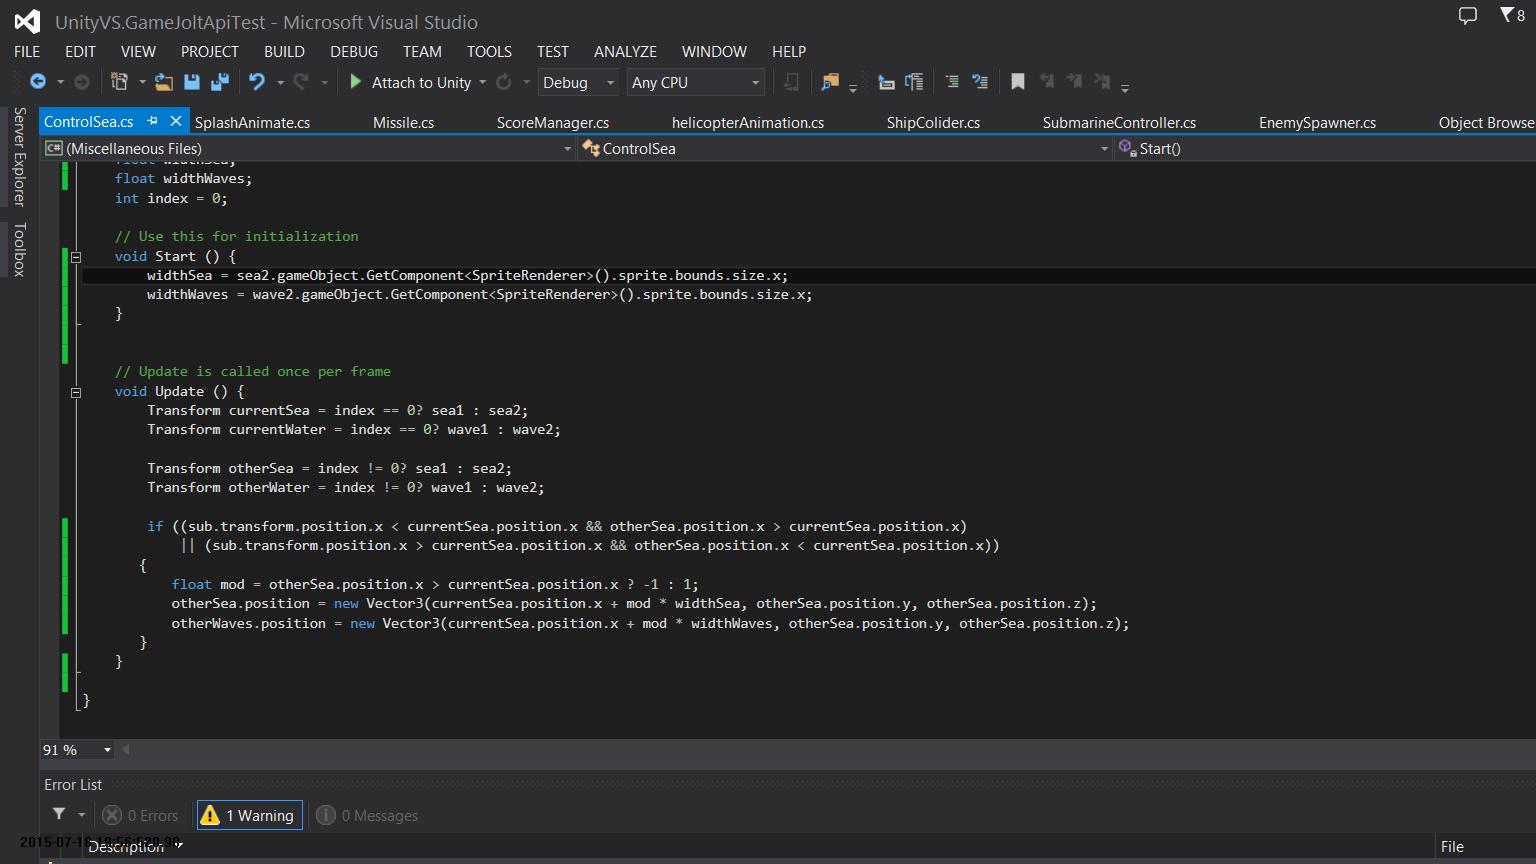 UnityVS.GameJoltApiTest - Microsoft Visual Studio
8
FILE EDIT VIEW PROJECT BUILD DEBUG TEAM TOOLS TEST ANALYZE WINDOW HELP
Attach to Unity Debug Any CPU
Server Explorer
Toolbox
ControlSea.cs SplashAnimate.cs Missile.cs ScoreManager.cs helicopterAnimation.cs ShipColider.cs SubmarineController.cs EnemySpawner.cs Object Browse
C# (Miscellaneous Files) ControlSea Start()
float widthSea;
float widthWaves;
int index = 0;
// Use this for initialization
void Start () {
widthSea = sea2.gameObject.GetComponent<SpriteRenderer>().sprite.bounds.size.x;
widthWaves = wave2.gameObject.GetComponent<SpriteRenderer>().sprite.bounds.size.x;
}
// Update is called once per frame
void Update () {
Transform currentSea = index == 0? sea1 : sea2;
Transform currentWater = index == 0? wave1 : wave2;
Transform otherSea = index != 0? sea1 : sea2;
Transform otherWater = index != 0? wave1 : wave2;
if ((sub.transform.position.x < currentSea.position.x && otherSea.position.x > currentSea.position.x)
|| (sub.transform.position.x > currentSea.position.x && otherSea.position.x < currentSea.position.x))
{
float mod = otherSea.position.x > currentSea.position.x ? -1 : 1;
otherSea.position = new Vector3(currentSea.position.x + mod * widthSea, otherSea.position.y, otherSea.position.z);
otherWaves.position = new Vector3(currentSea.position.x + mod * widthWaves, otherSea.position.y, otherSea.position.z);
}
}
}
91 %
Error List
0 Errors 1 Warning 0 Messages
Description File